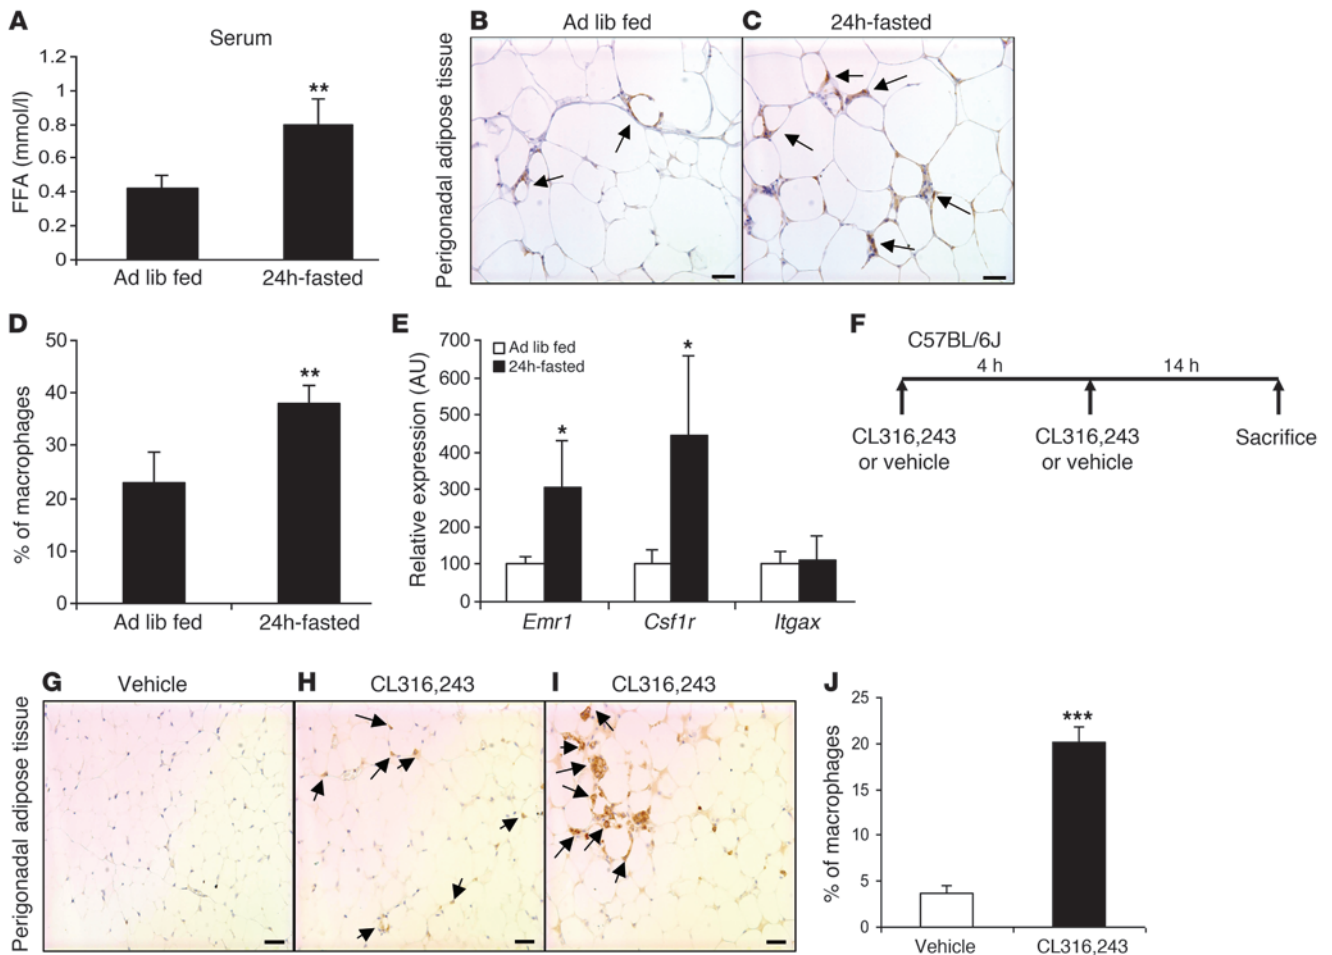 A
Serum
FFA (mmol/l)
1.2
1
0.8
0.6
0.4
0.2
0
**
Ad lib fed
24h-fasted
B
Ad lib fed
C
24h-fasted
Perigonadal adipose tissue
D
% of macrophages
50
40
30
20
10
0
**
Ad lib fed
24h-fasted
E
Relative expression (AU)
700
600
500
400
300
200
100
0
Ad lib fed
24h-fasted
*
*
Emr1
Csf1r
Itgax
F
C57BL/6J
4 h
14 h
CL316,243
or vehicle
CL316,243
or vehicle
Sacrifice
G
Vehicle
H
CL316,243
I
CL316,243
Perigonadal adipose tissue
J
% of macrophages
25
20
15
10
5
0
***
Vehicle
CL316,243